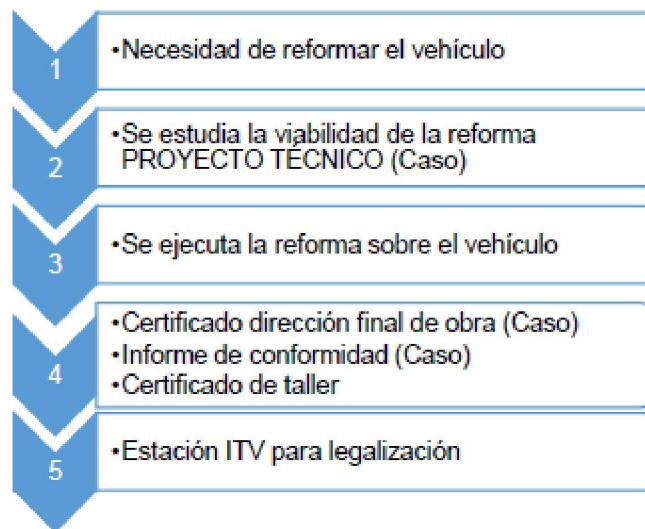 1
•Necesidad de reformar el vehículo
2
•Se estudia la viabilidad de la reforma
PROYECTO TÉCNICO (Caso)
3
•Se ejecuta la reforma sobre el vehículo
4
•Certificado dirección final de obra (Caso)
•Informe de conformidad (Caso)
•Certificado de taller
5
•Estación ITV para legalización